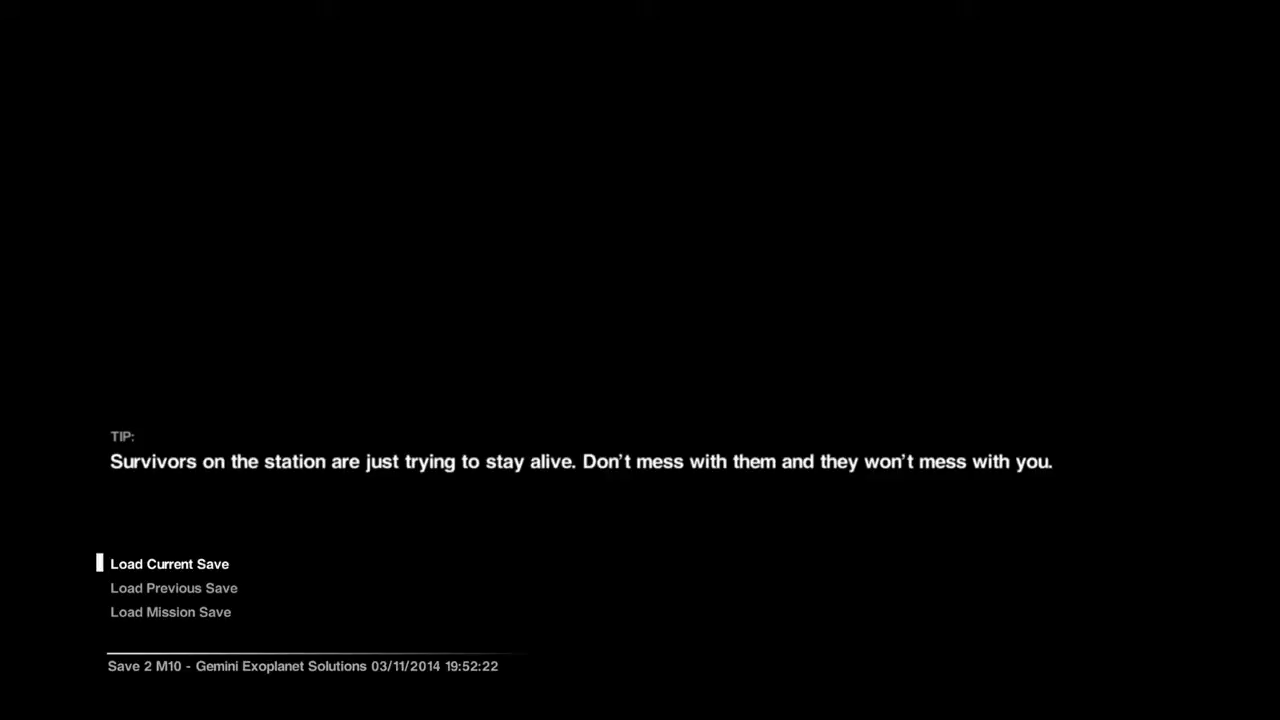 TIP:
Survivors on the station are just trying to stay alive. Don't mess with them and they won't mess with you.
Load Current Save
Load Previous Save
Load Mission Save
Save 2 M10 - Gemini Exoplanet Solutions 03/11/2014 19:52:22